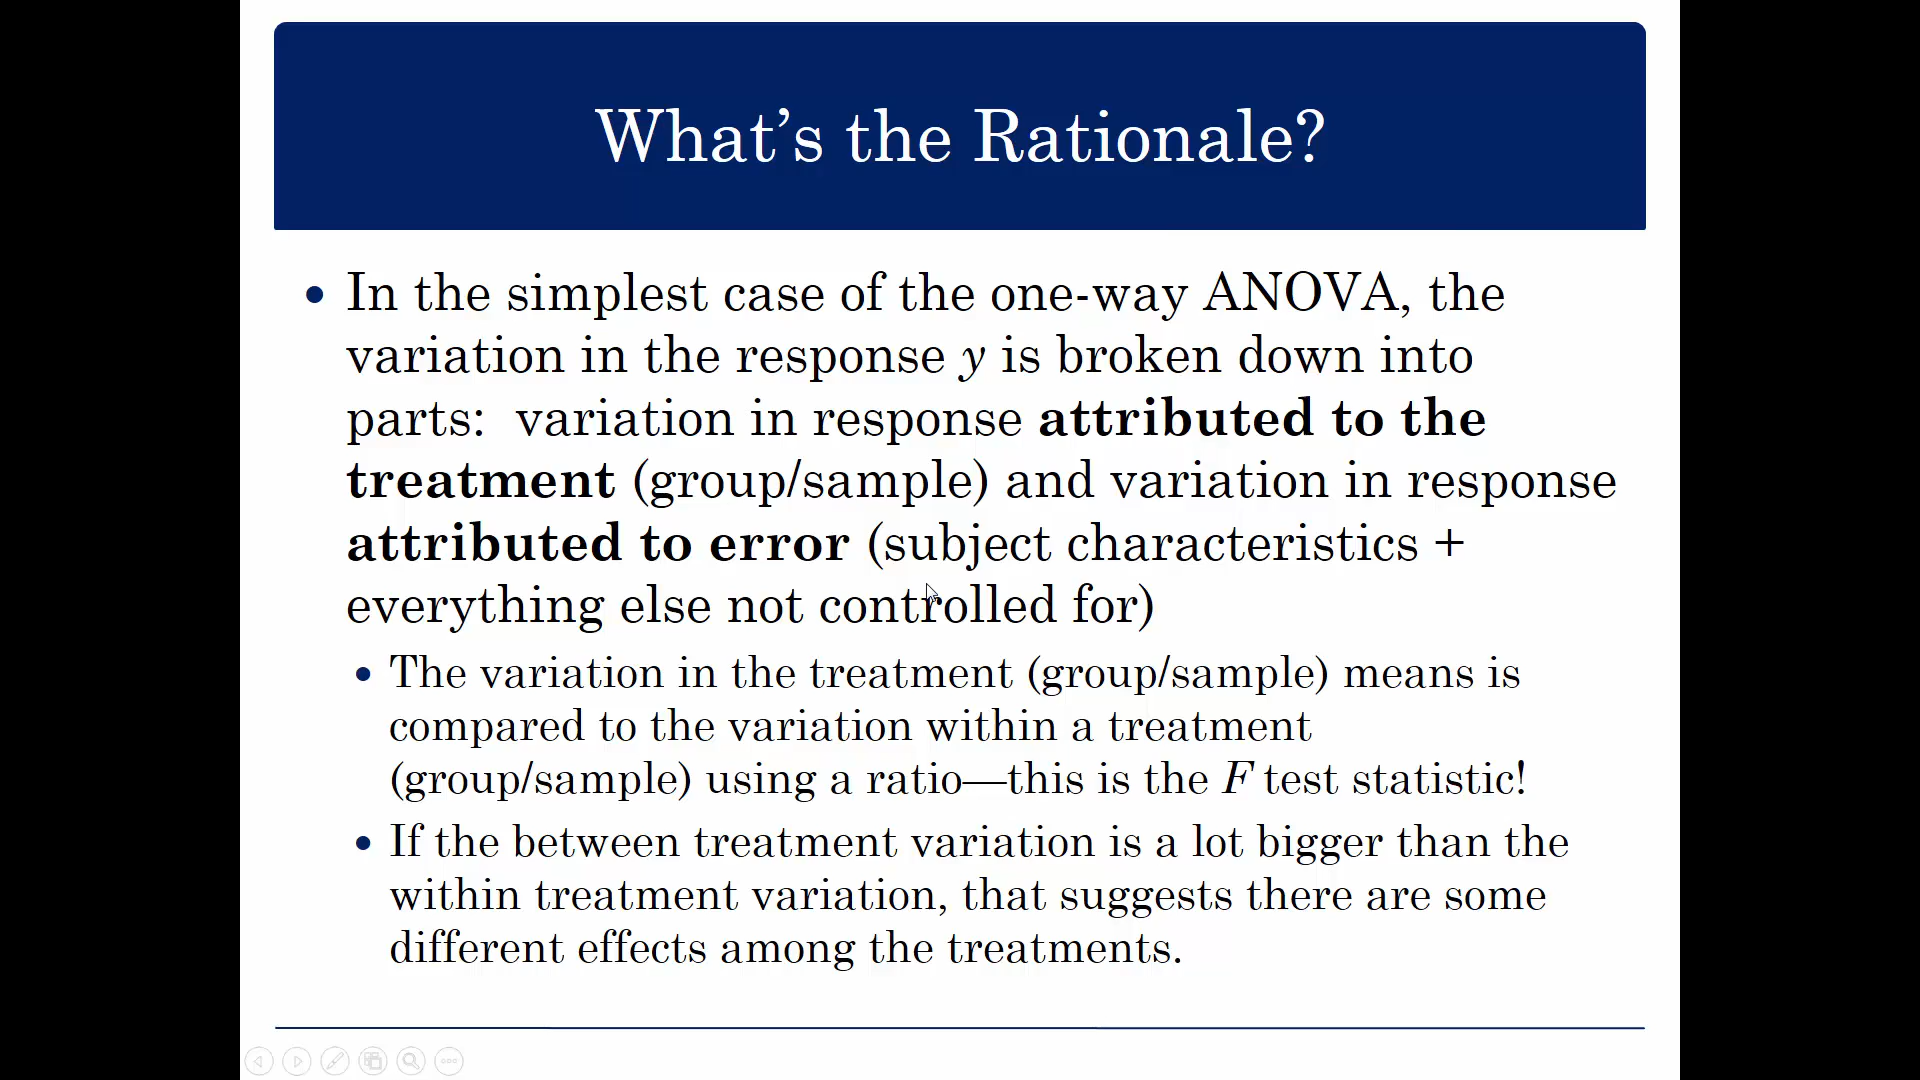 What’s the Rationale?
• In the simplest case of the one-way ANOVA, the
variation in the response y is broken down into
parts:  variation in response attributed to the
treatment (group/sample) and variation in response
attributed to error (subject characteristics +
everything else not controlled for)
• The variation in the treatment (group/sample) means is
compared to the variation within a treatment
(group/sample) using a ratio—this is the F test statistic!
• If the between treatment variation is a lot bigger than the
within treatment variation, that suggests there are some
different effects among the treatments.